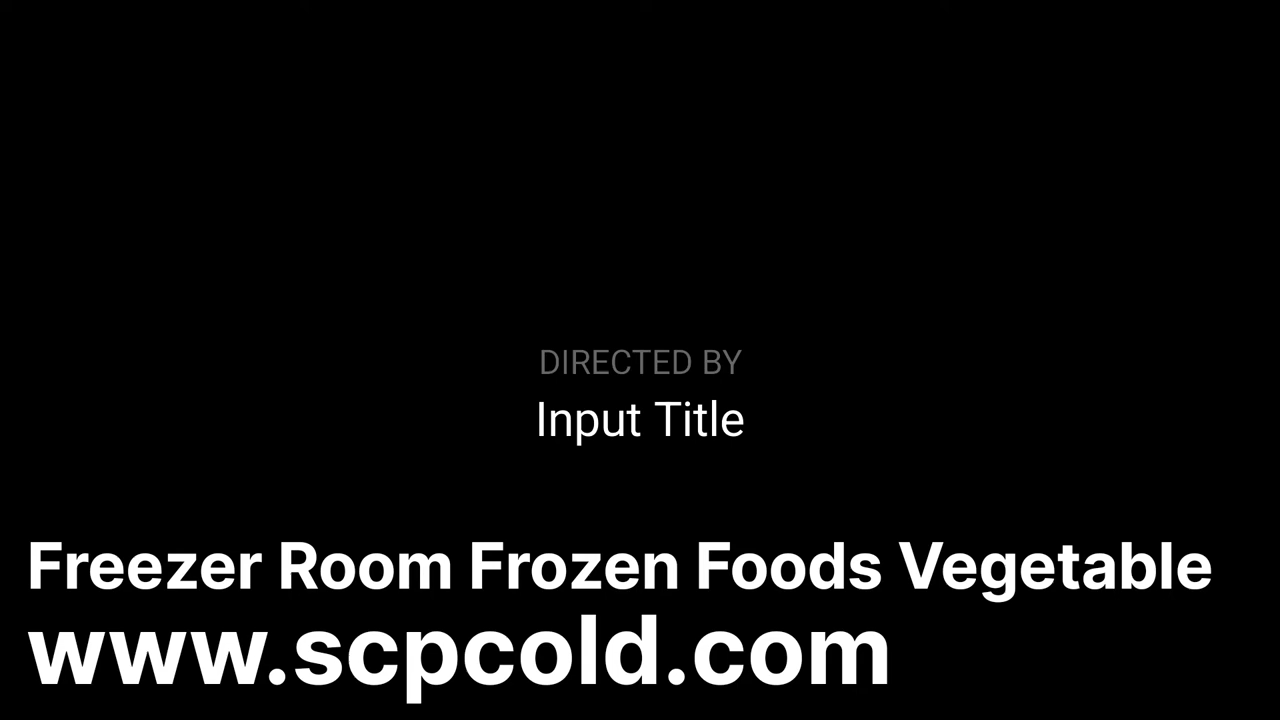 DIRECTED BY
Input Title
Freezer Room Frozen Foods Vegetable
www.scpcold.com